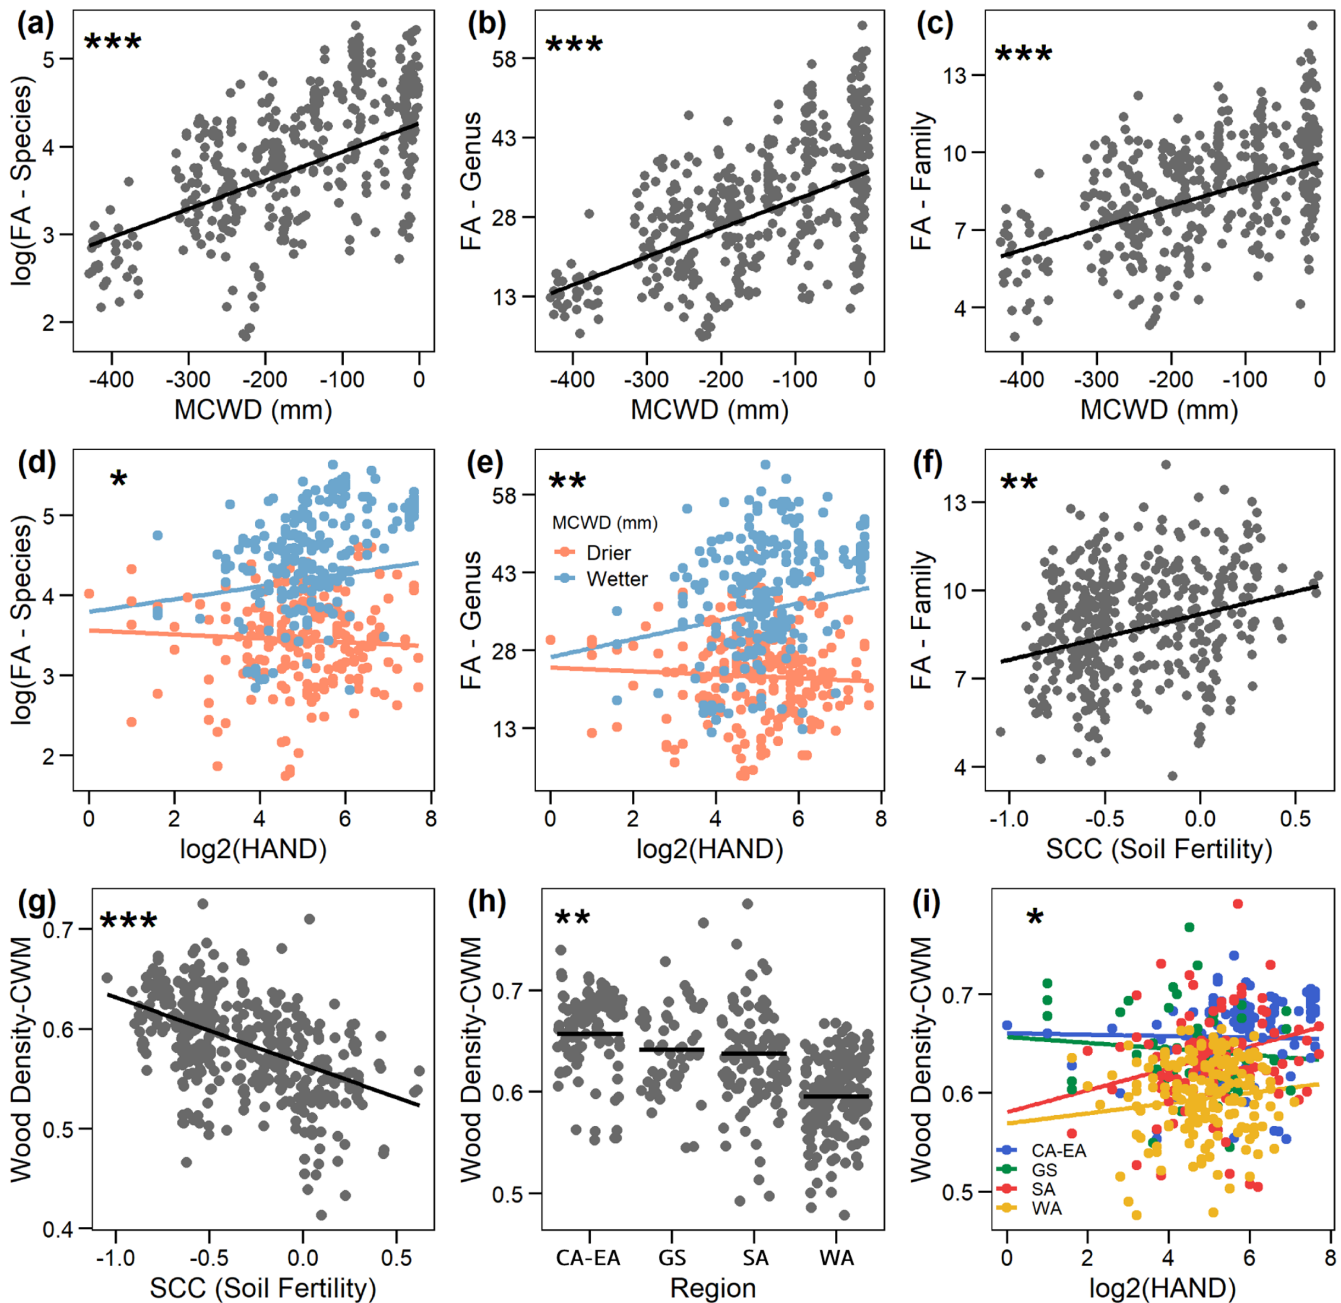 (a)
***
log(FA - Species)
5
4
3
2
-400 -300 -200 -100 0
MCWD (mm)
(b)
***
FA - Genus
58
43
28
13
-400 -300 -200 -100 0
MCWD (mm)
(c)
***
FA - Family
13
10
7
4
-400 -300 -200 -100 0
MCWD (mm)
(d)
*
log(FA - Species)
5
4
3
2
0 2 4 6 8
log2(HAND)
(e)
**
MCWD (mm)
Drier
Wetter
FA - Genus
58
43
28
13
0 2 4 6 8
log2(HAND)
(f)
**
FA - Family
13
10
7
4
-1.0 -0.5 0.0 0.5
SCC (Soil Fertility)
(g)
***
Wood Density-CWM
0.7
0.6
0.5
0.4
-1.0 -0.5 0.0 0.5
SCC (Soil Fertility)
(h)
**
Wood Density-CWM
0.7
0.6
0.5
CA-EA GS SA WA
Region
(i)
*
Wood Density-CWM
0.7
0.6
0.5
CA-EA
GS
SA
WA
0 2 4 6 8
log2(HAND)